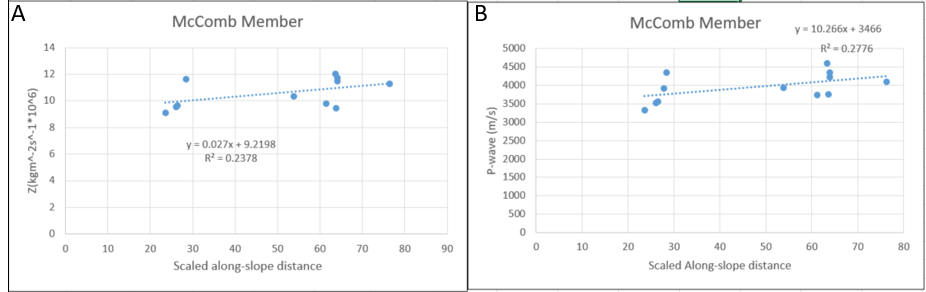 A
McComb Member
14
12
10
8
6
4
2
0
Z(kgm^-2s^-1*10^6)
y = 0.027x + 9.2198
R² = 0.2378
0 10 20 30 40 50 60 70 80 90
Scaled along-slope distance
B
McComb Member
y = 10.266x + 3466
R² = 0.2776
5000
4500
4000
3500
3000
2500
2000
1500
1000
500
0
P-wave (m/s)
0 10 20 30 40 50 60 70 80
Scaled Along-slope distance